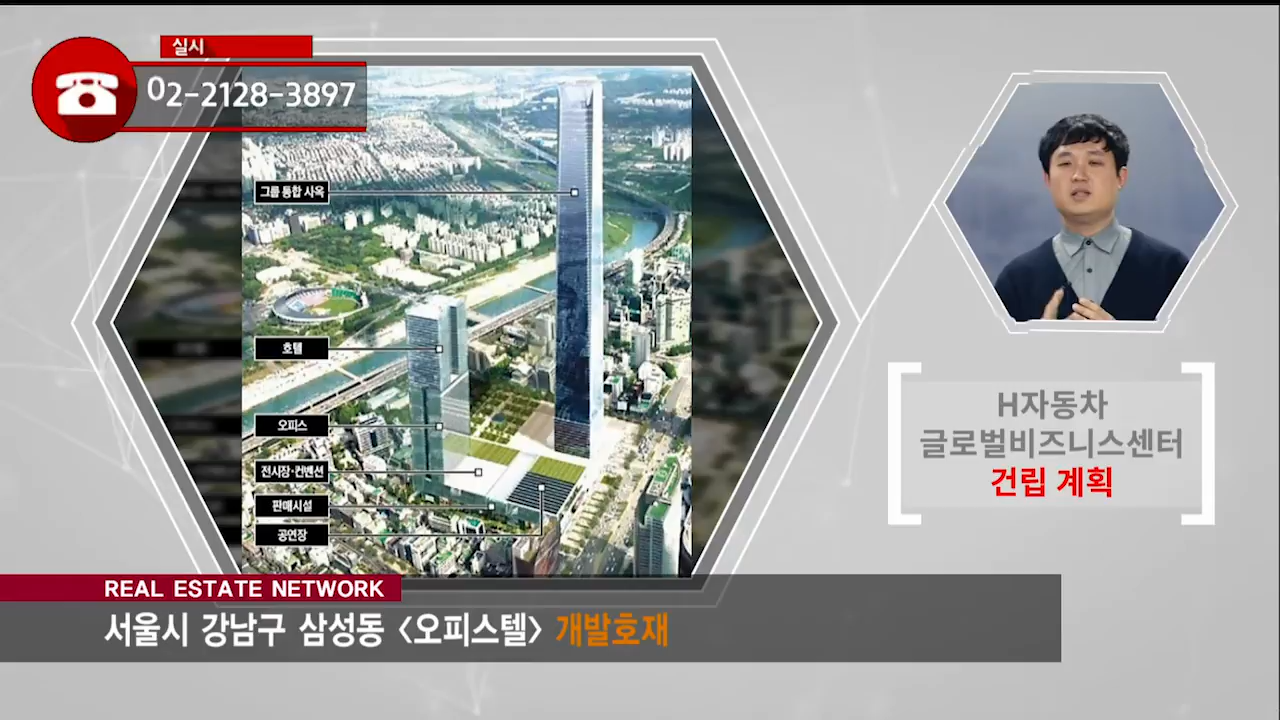 실시
02-2128-3897
그룹 통합 사옥
호텔
오피스
전시장·컨벤션
판매시설
공연장
H자동차
글로벌비즈니스센터
건립 계획
REAL ESTATE NETWORK
서울시 강남구 삼성동 <오피스텔> 개발호재